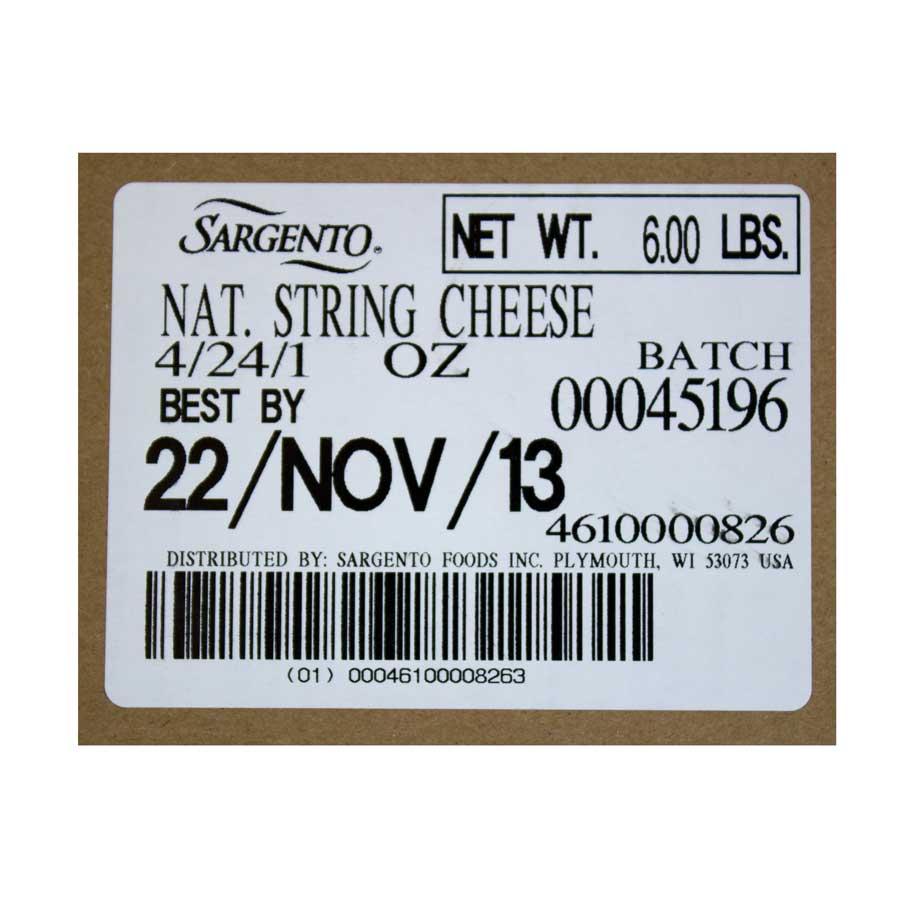 SARGENTO®
NET WT. 6.00 LBS.
NAT. STRING CHEESE
4/24/1 OZ
BATCH
BEST BY
00045196
22/NOV/13
4610000826
DISTRIBUTED BY: SARGENTO FOODS INC. PLYMOUTH, WI 53073 USA
(01) 00046100008263